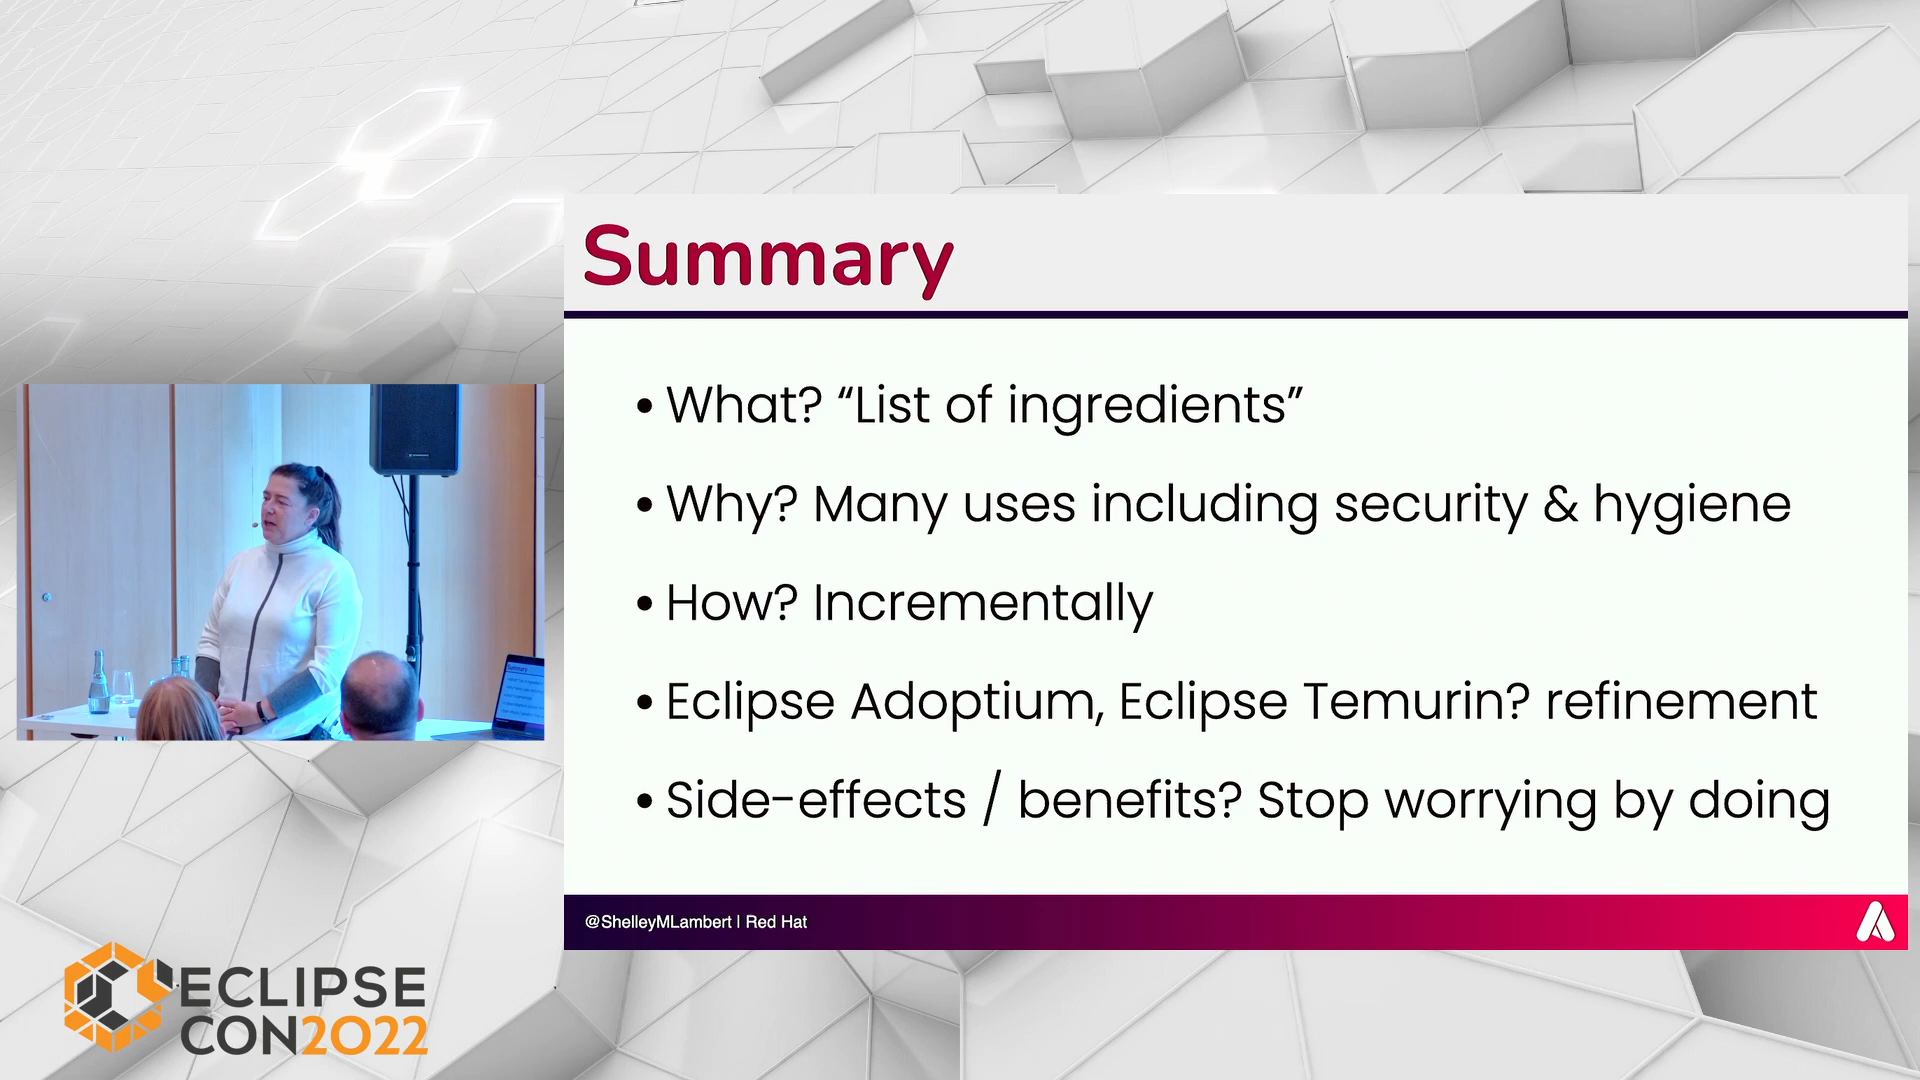 Summary
• What? “List of ingredients”
• Why? Many uses including security & hygiene
• How? Incrementally
• Eclipse Adoptium, Eclipse Temurin? refinement
• Side-effects / benefits? Stop worrying by doing
@ShelleyMLambert | Red Hat
ECLIPSE
CON2022
Summary